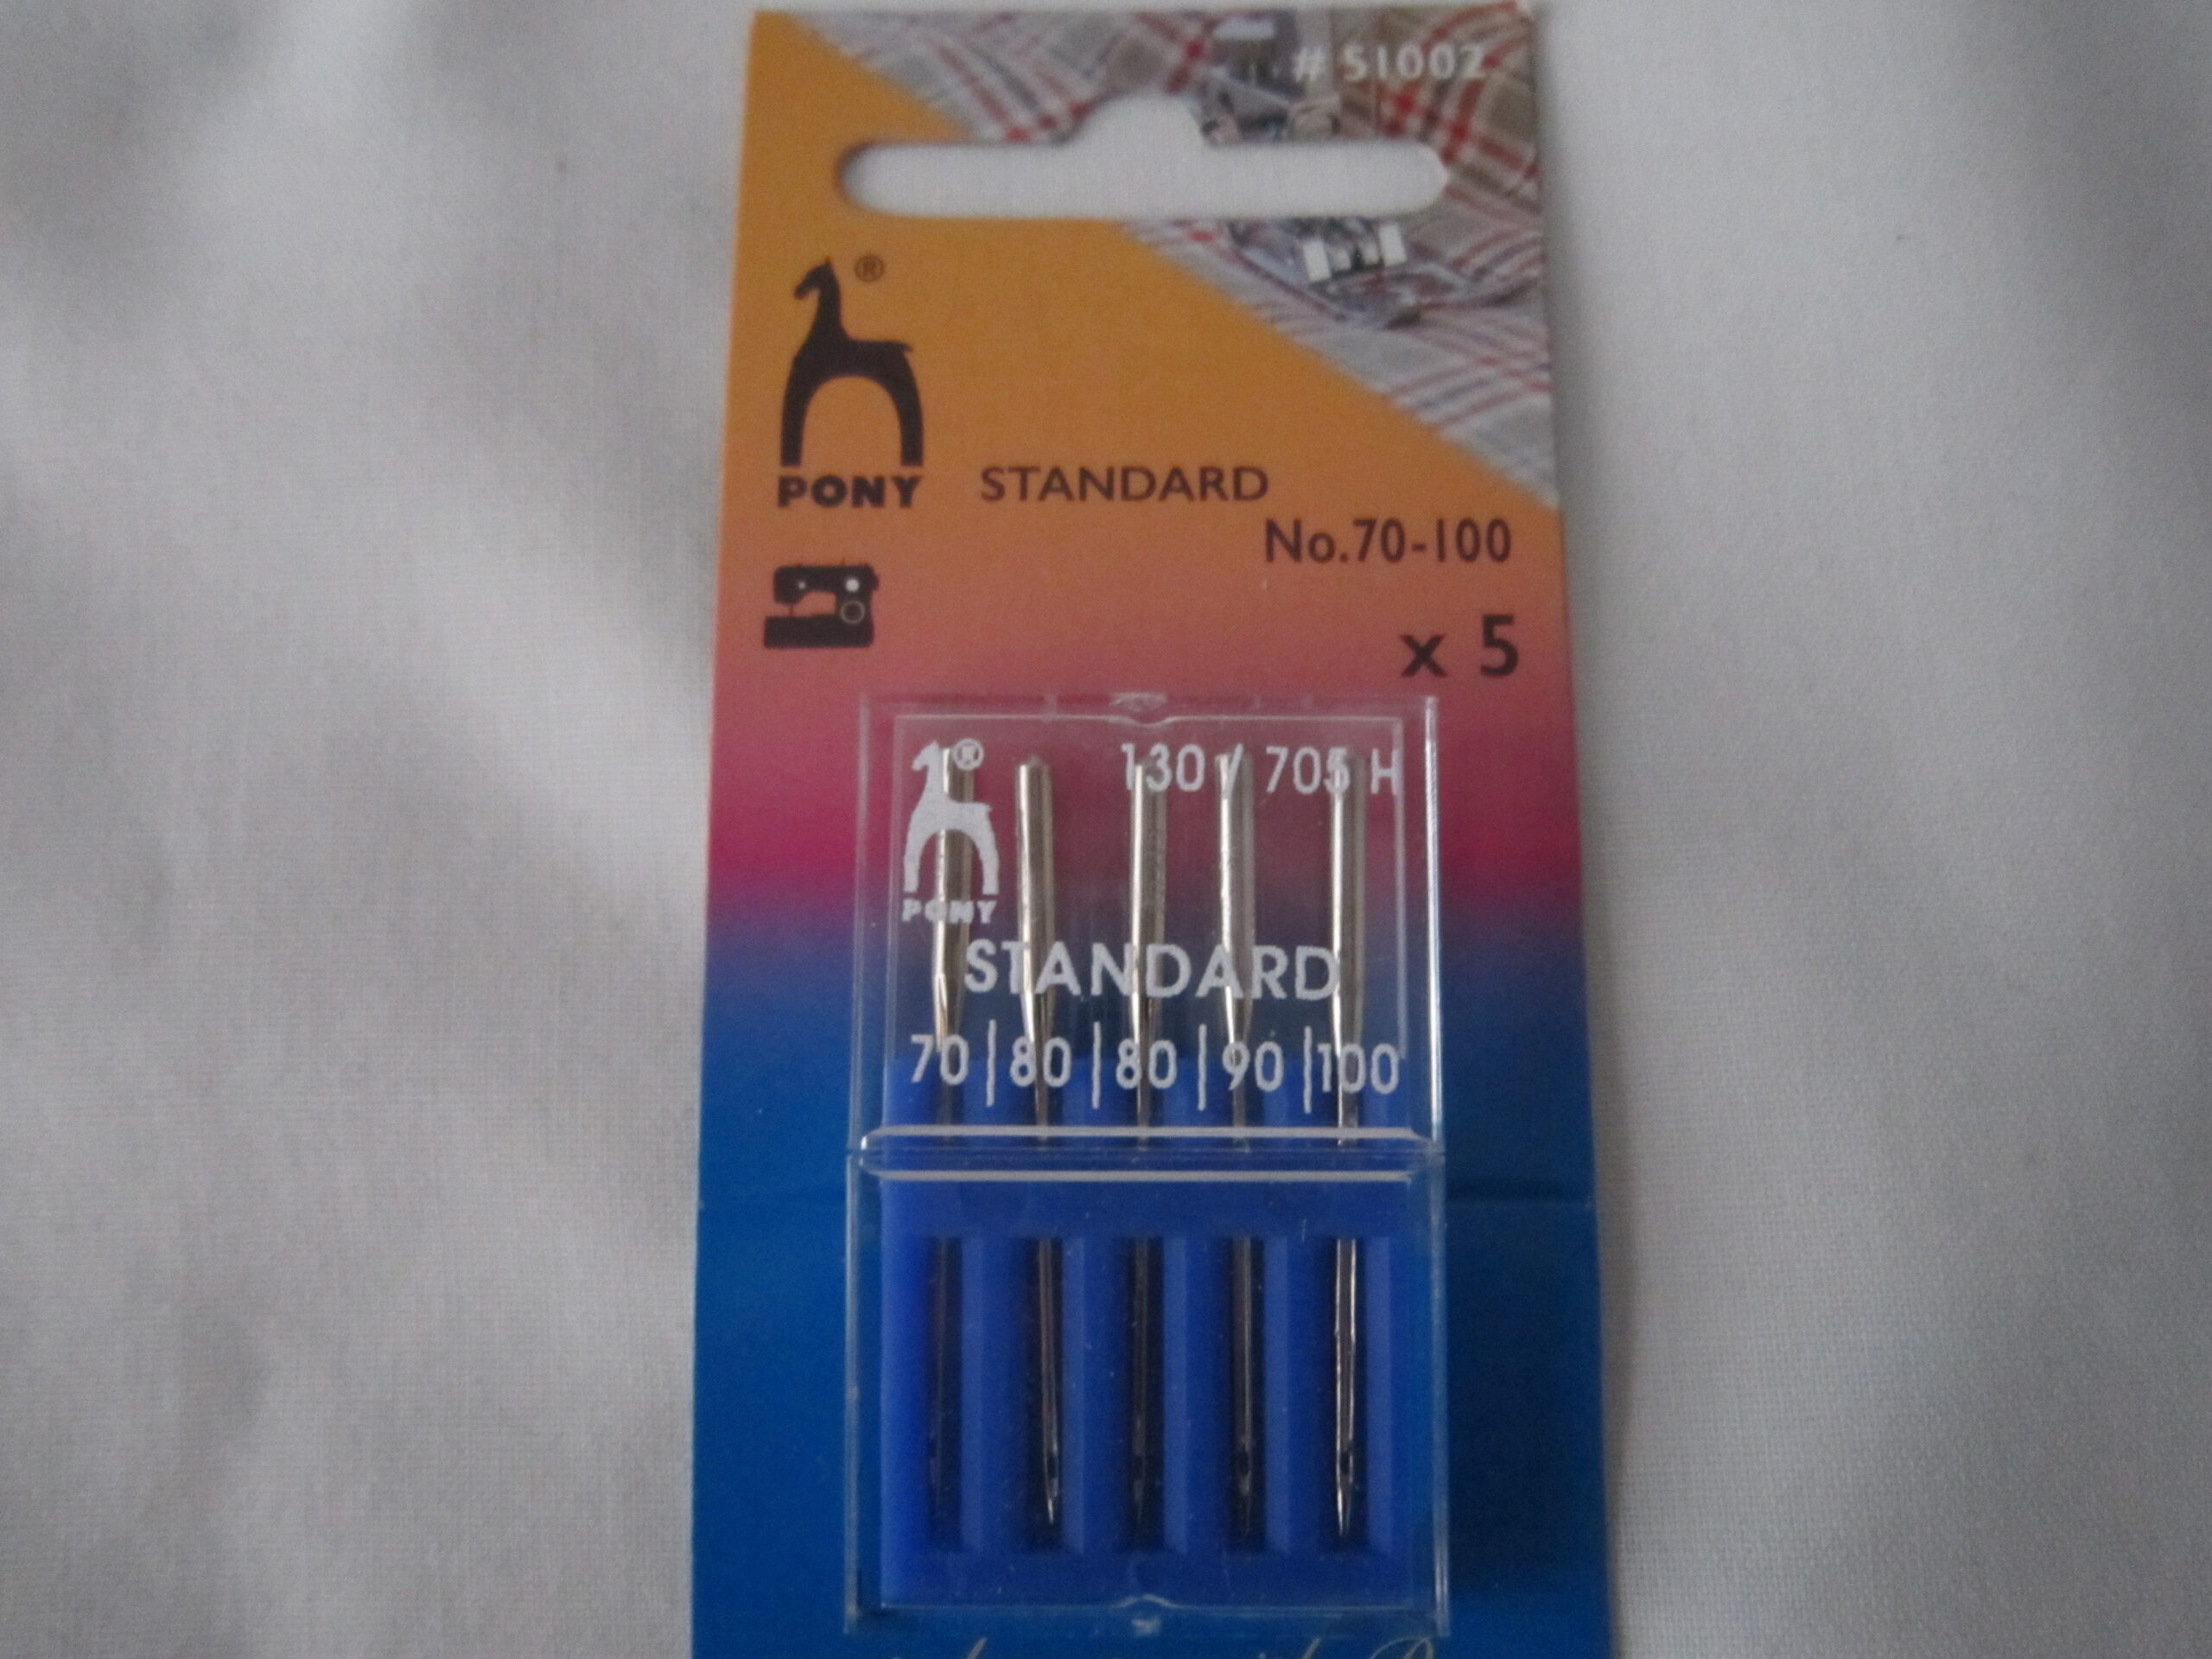 # 51002
®
PONY
STANDARD
No.70-100
x 5
®
130 / 705 H
PONY
STANDARD
70 | 80 | 80 | 90 | 100